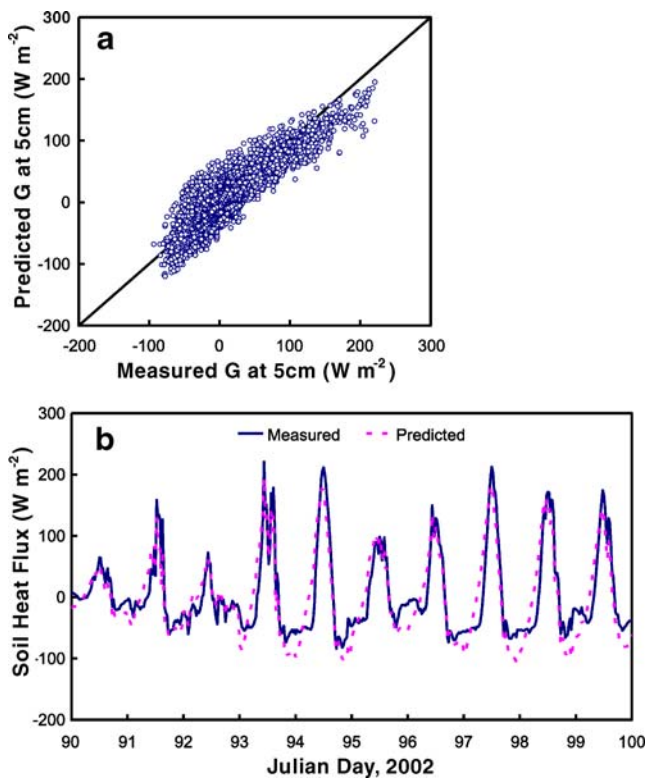 a
300
200
100
0
-100
-200
Predicted G at 5cm (W m-2)
-200 -100 0 100 200 300
Measured G at 5cm (W m-2)
b
Measured Predicted
300
200
100
0
-100
-200
Soil Heat Flux (W m-2)
90 91 92 93 94 95 96 97 98 99 100
Julian Day, 2002